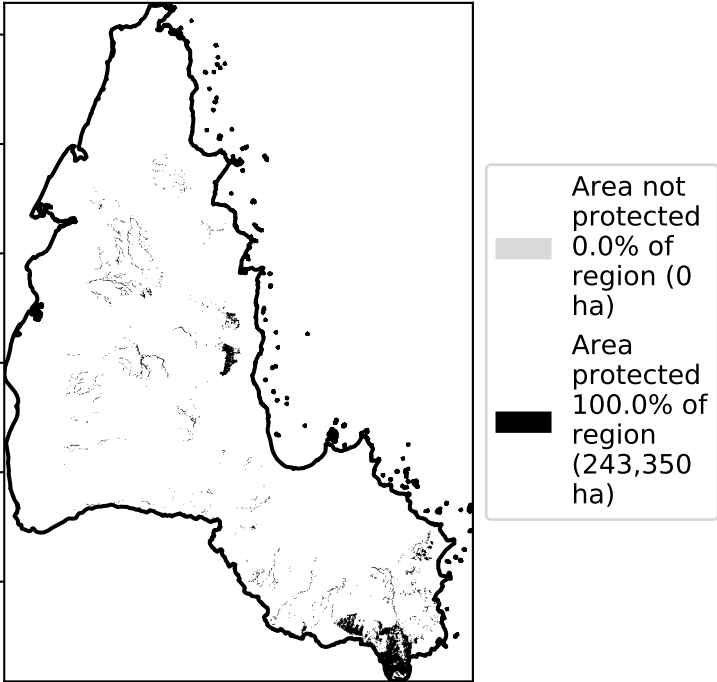 Area not
protected
0.0% of
region (0
ha)
Area
protected
100.0% of
region
(243,350
ha)